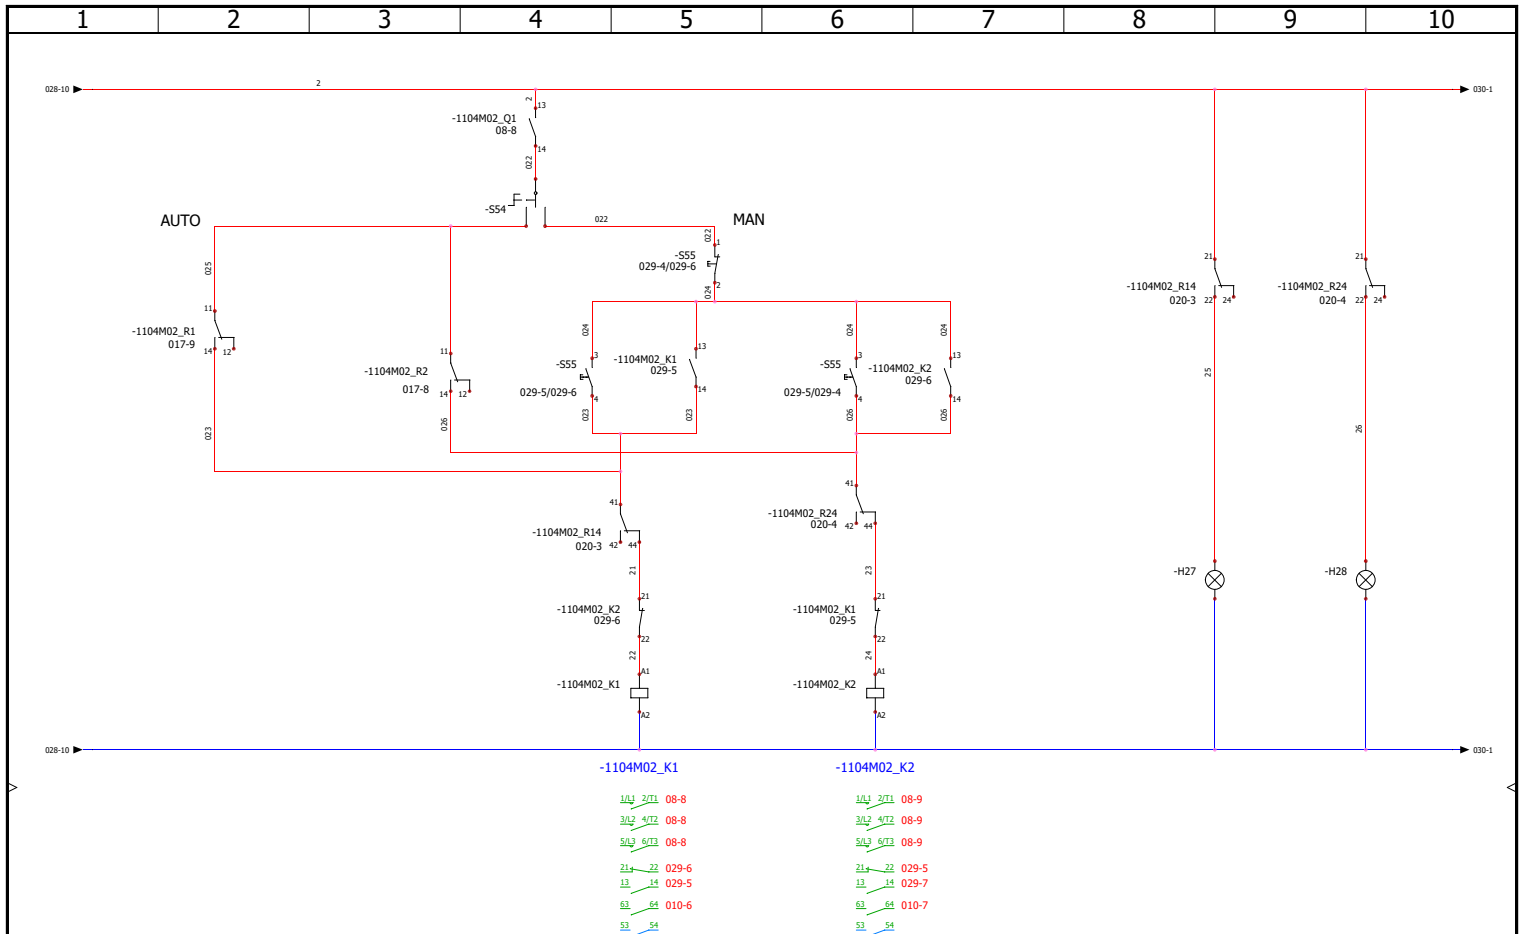 1 2 3 4 5 6 7 8 9 10
028-10 2 030-1
2 13
-1104M02_Q1
08-8
14
022
-S54
AUTO 022 MAN
022 1
-S55
029-4/029-6
2
024
025
11
-1104M02_R1
017-9
14 12
023
11
-1104M02_R2
017-8
14 12
026
024
3
-S55
029-5/029-6
4
023
13
-1104M02_K1
029-5
14
023
024
3
-S55
029-5/029-4
4
026
024
13
-1104M02_K2
029-6
14
026
21
-1104M02_R14
020-3
22 24
25
21
-1104M02_R24
020-4
22 24
26
41
-1104M02_R14
020-3
42 44
21
41
-1104M02_R24
020-4
42 44
23
21
-1104M02_K2
029-6
22
22
21
-1104M02_K1
029-5
22
24
-H27
-H28
A1
-1104M02_K1
A2
A1
-1104M02_K2
A2
028-10 030-1
-1104M02_K1
1/L1 2/T1 08-8
3/L2 4/T2 08-8
5/L3 6/T3 08-8
21 22 029-6
13 14 029-5
63 64 010-6
53 54
-1104M02_K2
1/L1 2/T1 08-9
3/L2 4/T2 08-9
5/L3 6/T3 08-9
21 22 029-5
13 14 029-7
63 64 010-7
53 54